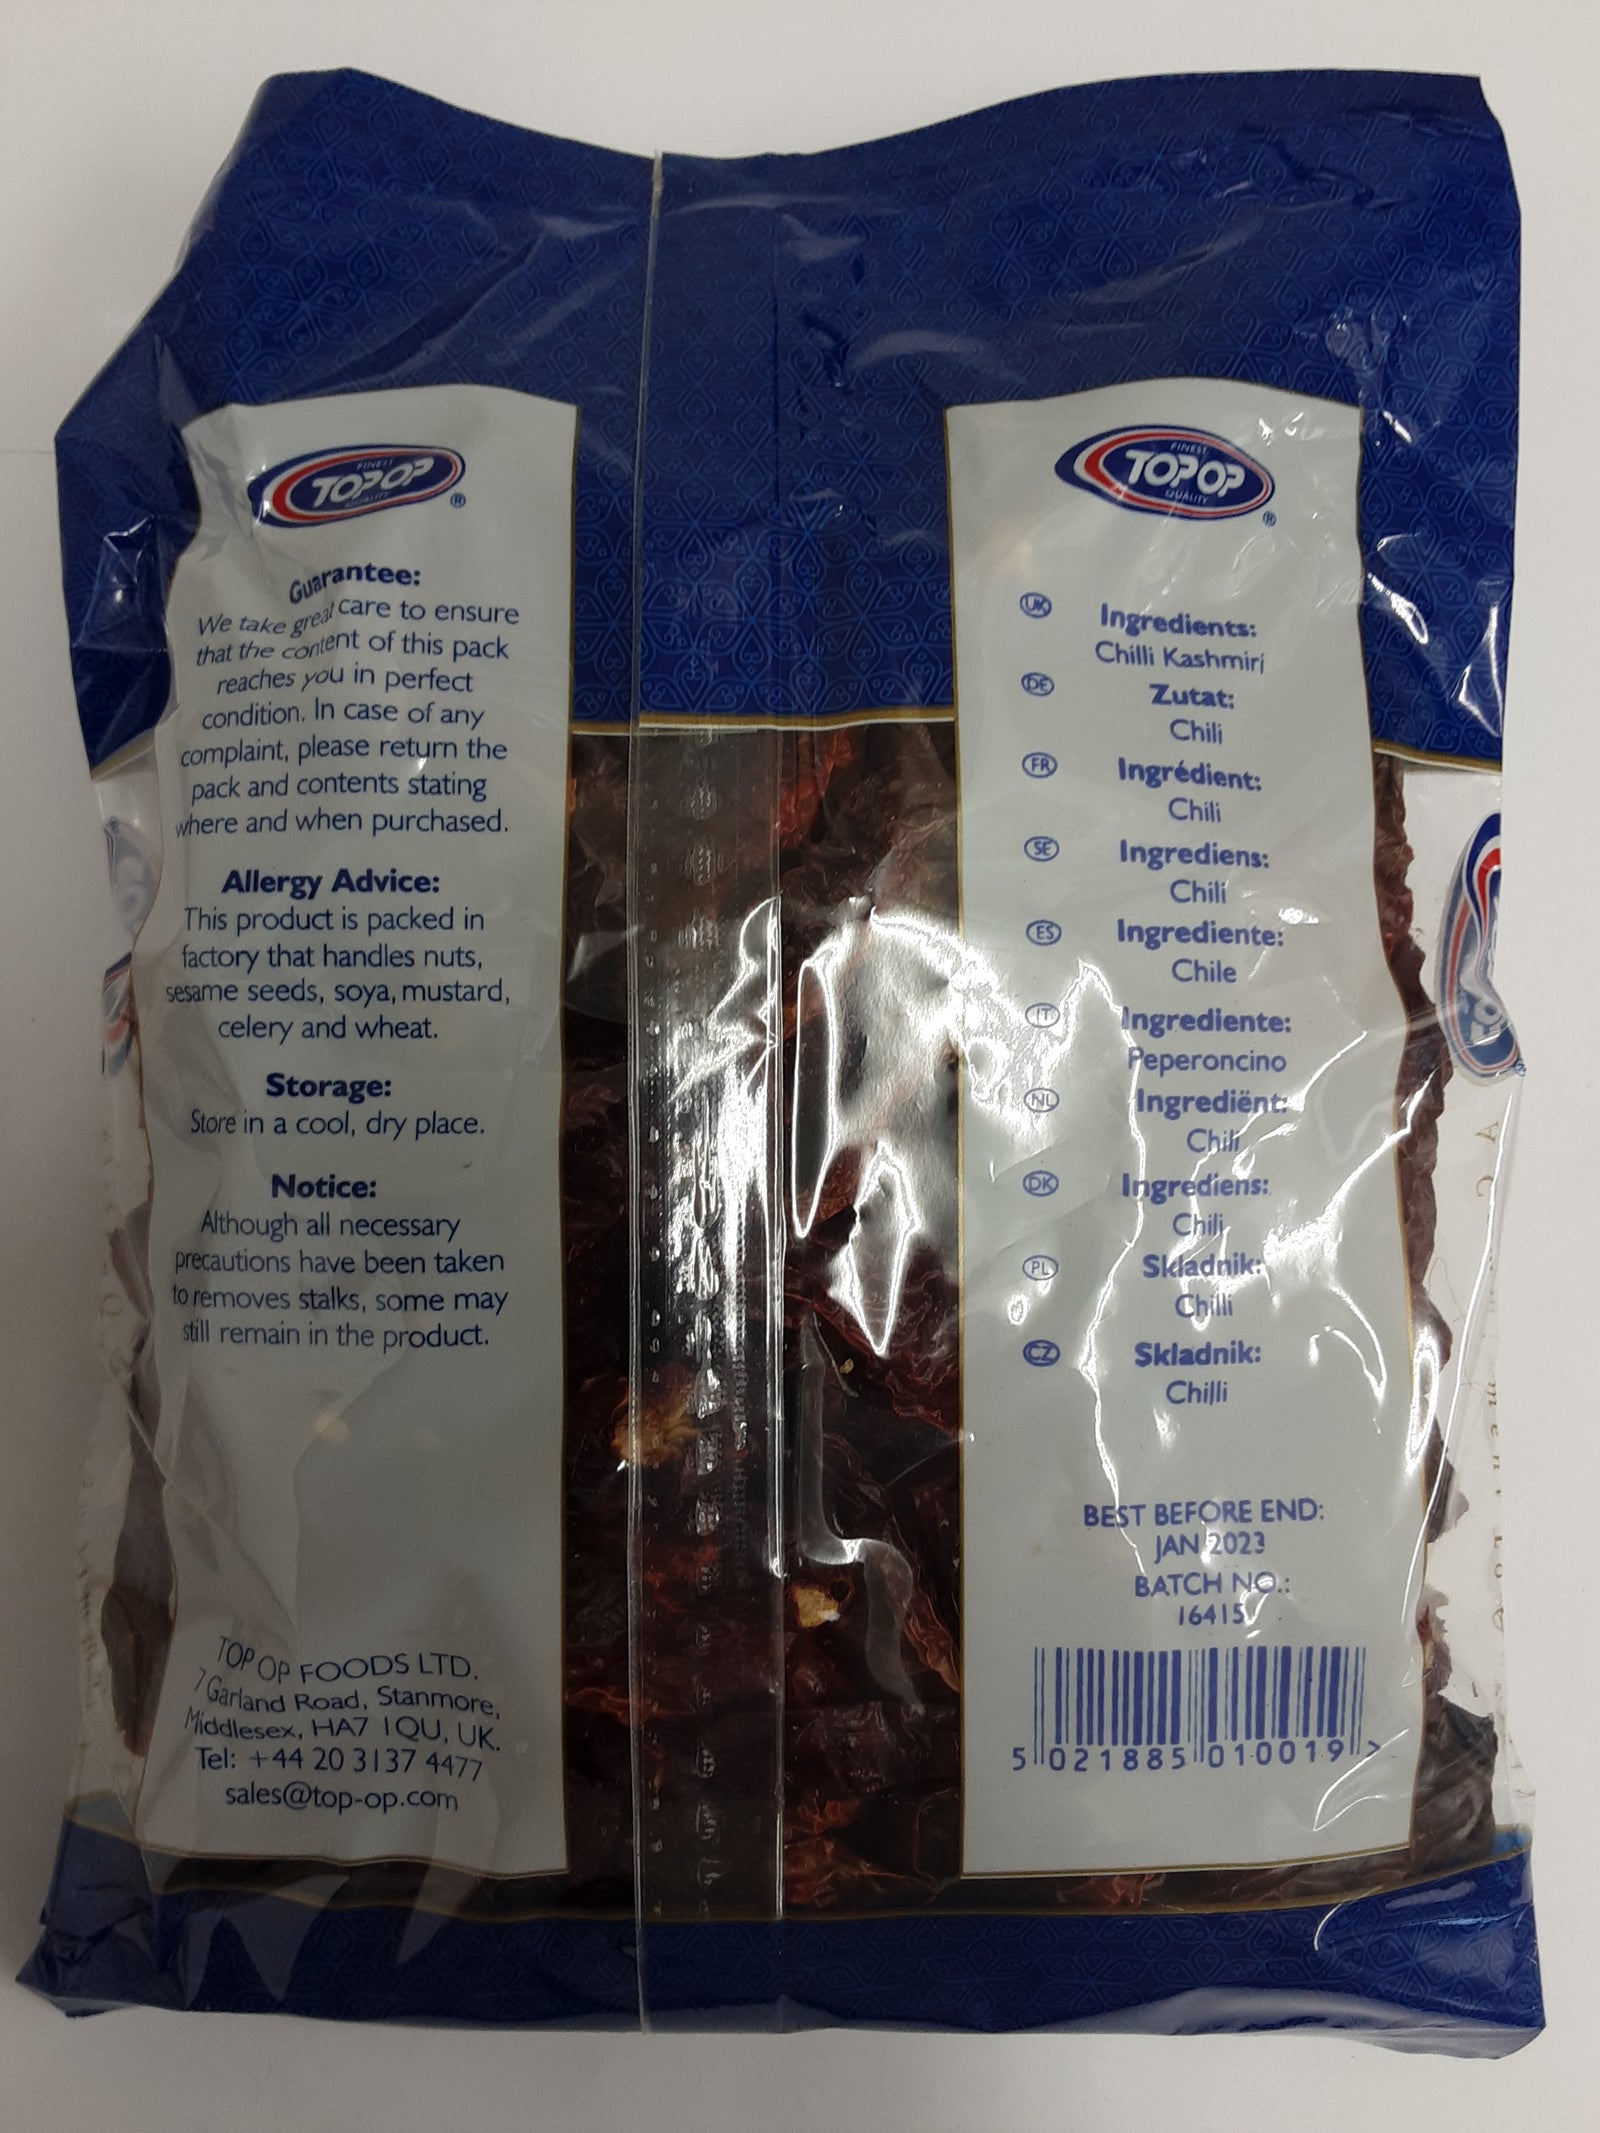 FINEST
TOPOP
QUALITY
®
Guarantee:
We take great care to ensure
that the content of this pack
reaches you in perfect
condition. In case of any
complaint, please return the
pack and contents stating
where and when purchased.
Allergy Advice:
This product is packed in
factory that handles nuts,
sesame seeds, soya, mustard,
celery and wheat.
Storage:
Store in a cool, dry place.
Notice:
Although all necessary
precautions have been taken
to removes stalks, some may
still remain in the product.
TOP OP FOODS LTD.
7 Garland Road, Stanmore,
Middlesex, HA7 1QU, UK.
Tel: +44 20 3137 4477
sales@top-op.com
FINEST
TOPOP
QUALITY
®
UK Ingredients:
Chilli Kashmiri
DE Zutat:
Chili
FR Ingrédient:
Chili
SE Ingrediens:
Chili
ES Ingrediente:
Chile
IT Ingrediente:
Peperoncino
NL Ingrediënt:
Chili
DK Ingrediens:
Chili
PL Skladnik:
Chilli
CZ Skladnik:
Chilli
BEST BEFORE END:
JAN 2023
BATCH NO.:
16415
5 021885 010019 >